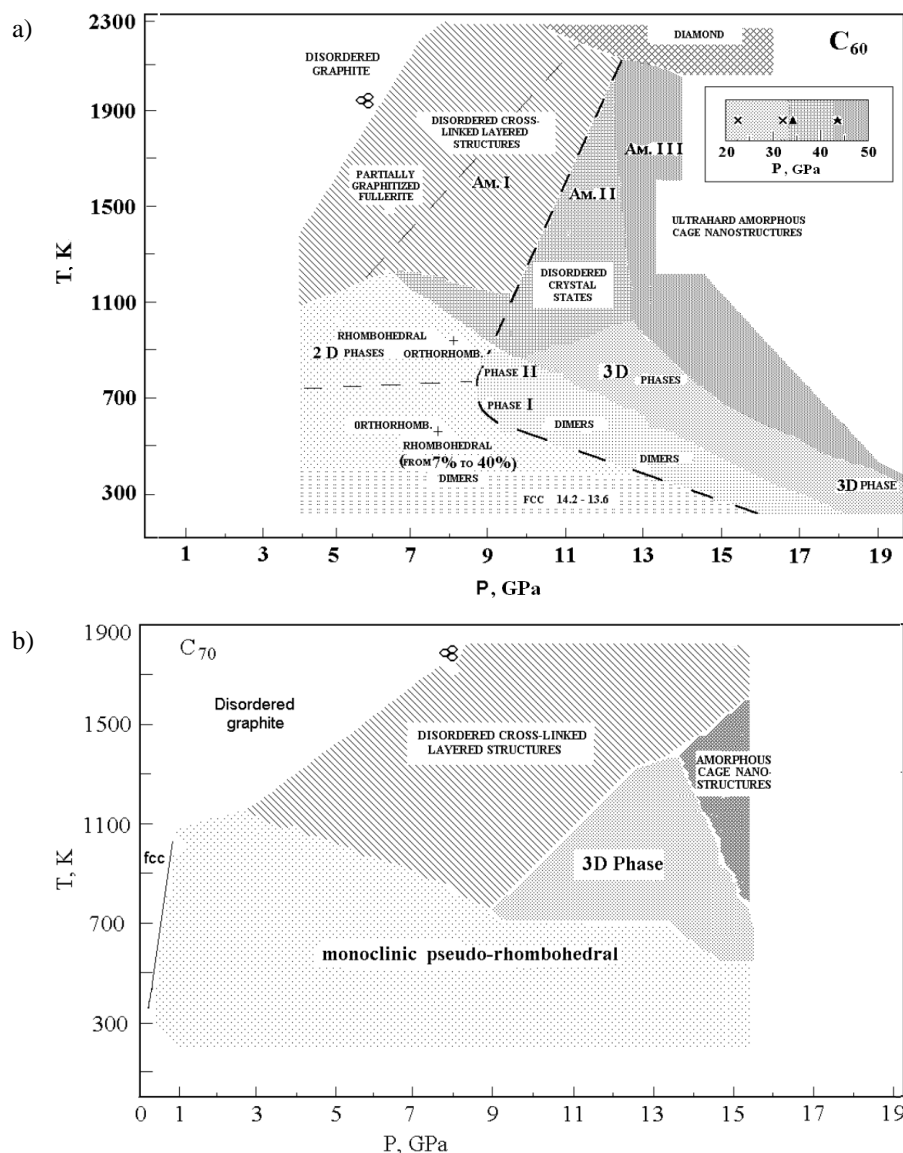 a)
2300
1900
1500
1100
700
300
T, K
DISORDERED
GRAPHITE
DIAMOND
C60
20 30 40 50
P, GPa
DISORDERED CROSS-
LINKED LAYERED
STRUCTURES
PARTIALLY
GRAPHITIZED
FULLERITE
AM. I
AM. II
AM. III
ULTRAHARD AMORPHOUS
CAGE NANOSTRUCTURES
DISORDERED
CRYSTAL
STATES
RHOMBOHEDRAL
2 D PHASES
ORTHORHOMB.
PHASE II
3D PHASES
PHASE I
0RTHORHOMB.
RHOMBOHEDRAL
(FROM 7% TO 40%)
DIMERS
DIMERS
DIMERS
FCC 14.2 - 13.6
3D PHASE
1 3 5 7 9 11 13 15 17 19
P, GPa
b)
1900
1500
1100
700
300
T, K
C70
Disordered
graphite
DISORDERED CROSS-LINKED
LAYERED STRUCTURES
AMORPHOUS
CAGE NANO-
STRUCTURES
fcc
3D Phase
monoclinic pseudo-rhombohedral
0 1 3 5 7 9 11 13 15 17 19
P, GPa